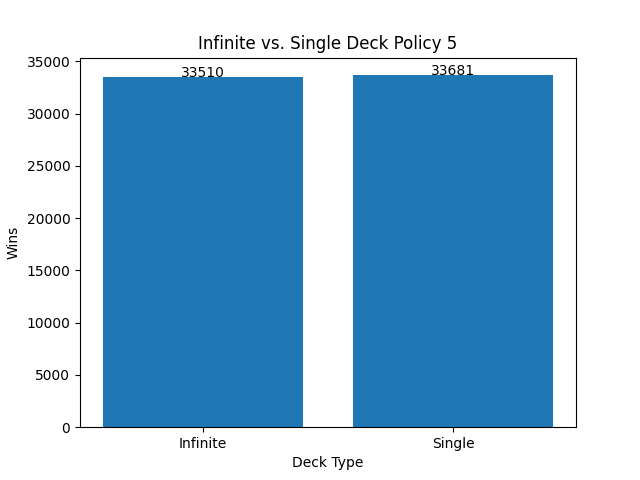 Infinite vs. Single Deck Policy 5
35000
30000
25000
20000
15000
10000
5000
0
Wins
33510
33681
Infinite
Single
Deck Type